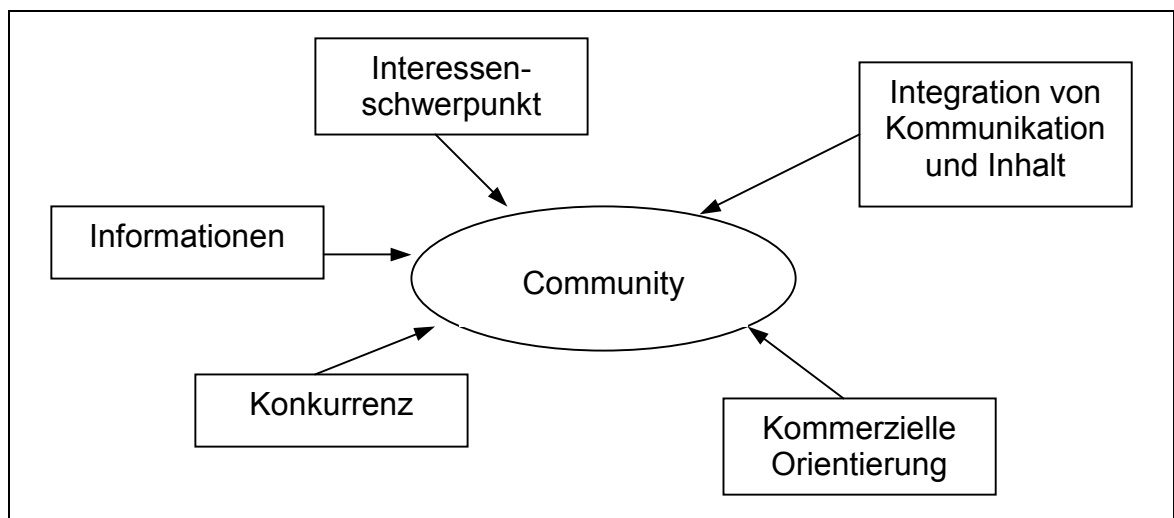 Interessen-
schwerpunkt
Integration von
Kommunikation
und Inhalt
Informationen
Community
Konkurrenz
Kommerzielle
Orientierung